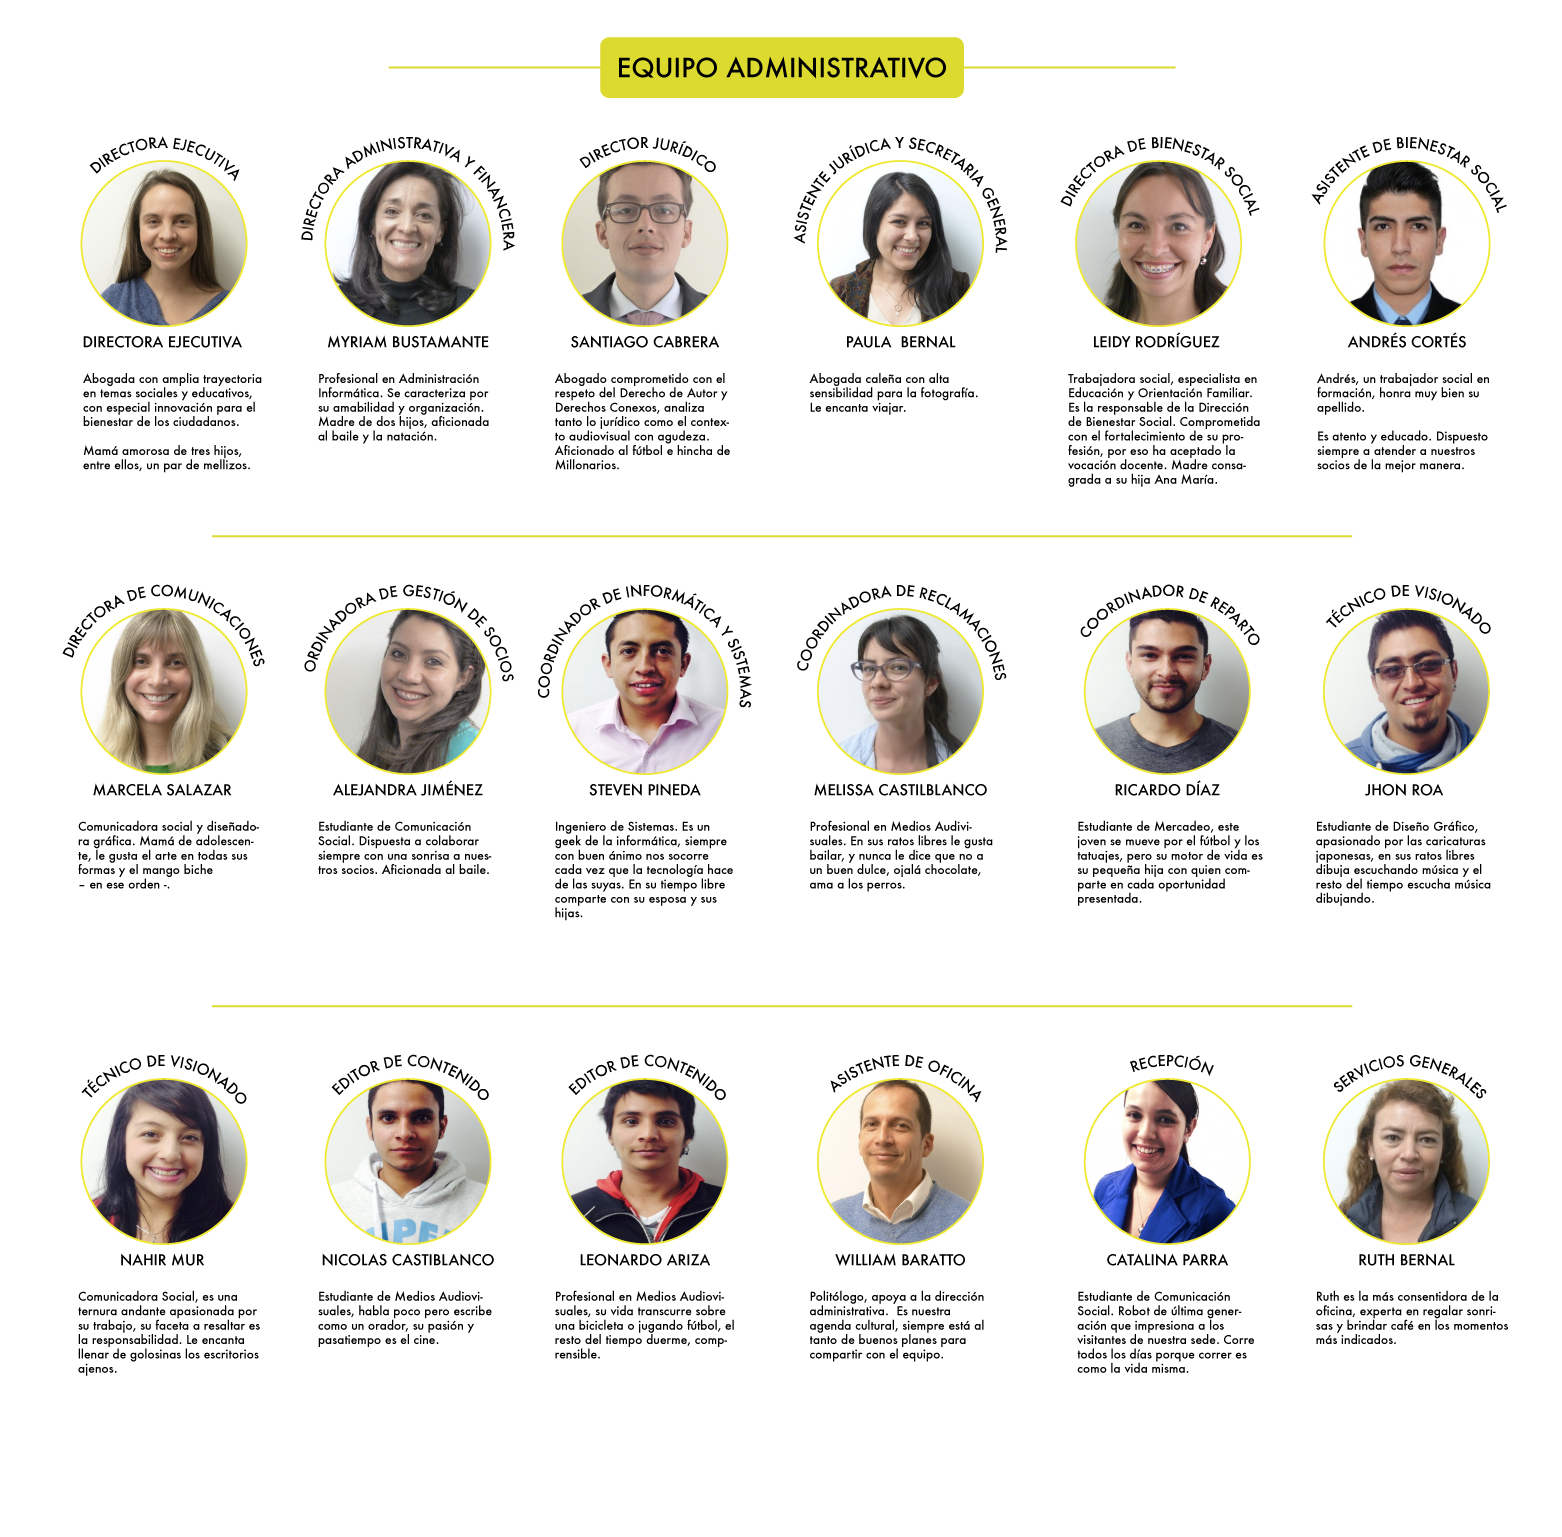 EQUIPO ADMINISTRATIVO
DIRECTORA EJECUTIVA
DIRECTORA EJECUTIVA
Abogada con amplia trayectoria
en temas sociales y educativos,
con especial innovación para el
bienestar de los ciudadanos.
Mamá amorosa de tres hijos,
entre ellos, un par de mellizos.
DIRECTORA ADMINISTRATIVA Y FINANCIERA
MYRIAM BUSTAMANTE
Profesional en Administración
Informática. Se caracteriza por
su amabilidad y organización.
Madre de dos hijos, aficionada
al baile y la natación.
DIRECTOR JURÍDICO
SANTIAGO CABRERA
Abogado comprometido con el
respeto del Derecho de Autor y
Derechos Conexos, analiza
tanto lo jurídico como el contex-
to audiovisual con agudeza.
Aficionado al fútbol e hincha de
Millonarios.
ASISTENTE JURÍDICA Y SECRETARIA GENERAL
PAULA BERNAL
Abogada caleña con alta
sensibilidad para la fotografía.
Le encanta viajar.
DIRECTORA DE BIENESTAR SOCIAL
LEIDY RODRÍGUEZ
Trabajadora social, especialista en
Educación y Orientación Familiar.
Es la responsable de la Dirección
de Bienestar Social. Comprometida
con el fortalecimiento de su pro-
fesión, por eso ha aceptado la
vocación docente. Madre consa-
grada a su hija Ana María.
ASISTENTE DE BIENESTAR SOCIAL
ANDRÉS CORTÉS
Andrés, un trabajador social en
formación, honra muy bien su
apellido.
Es atento y educado. Dispuesto
siempre a atender a nuestros
socios de la mejor manera.
DIRECTORA DE COMUNICACIONES
MARCELA SALAZAR
Comunicadora social y diseñado-
ra gráfica. Mamá de adolescen-
te, le gusta el arte en todas sus
formas y el mango biche
– en ese orden -.
ORDINADORA DE GESTIÓN DE SOCIOS
ALEJANDRA JIMÉNEZ
Estudiante de Comunicación
Social. Dispuesta a colaborar
siempre con una sonrisa a nues-
tros socios. Aficionada al baile.
COORDINADOR DE INFORMÁTICA Y SISTEMAS
STEVEN PINEDA
Ingeniero de Sistemas. Es un
geek de la informática, siempre
con buen ánimo nos socorre
cada vez que la tecnología hace
de las suyas. En su tiempo libre
comparte con su esposa y sus
hijas.
COORDINADORA DE RECLAMACIONES
MELISSA CASTILBLANCO
Profesional en Medios Audivi-
suales. En sus ratos libres le gusta
bailar, y nunca le dice que no a
un buen dulce, ojalá chocolate,
ama a los perros.
COORDINADOR DE REPARTO
RICARDO DÍAZ
Estudiante de Mercadeo, este
joven se mueve por el fútbol y los
tatuajes, pero su motor de vida es
su pequeña hija con quien com-
parte en cada oportunidad
presentada.
TÉCNICO DE VISIONADO
JHON ROA
Estudiante de Diseño Gráfico,
apasionado por las caricaturas
japonesas, en sus ratos libres
dibuja escuchando música y el
resto del tiempo escucha música
dibujando.
TÉCNICO DE VISIONADO
NAHIR MUR
Comunicadora Social, es una
ternura andante apasionada por
su trabajo, su faceta a resaltar es
la responsabilidad. Le encanta
llenar de golosinas los escritorios
ajenos.
EDITOR DE CONTENIDO
NICOLAS CASTIBLANCO
Estudiante de Medios Audiovi-
suales, habla poco pero escribe
como un orador, su pasión y
pasatiempo es el cine.
EDITOR DE CONTENIDO
LEONARDO ARIZA
Profesional en Medios Audiovi-
suales, su vida transcurre sobre
una bicicleta o jugando fútbol, el
resto del tiempo duerme, comp-
rensible.
ASISTENTE DE OFICINA
WILLIAM BARATTO
Politólogo, apoya a la dirección
administrativa. Es nuestra
agenda cultural, siempre está al
tanto de buenos planes para
compartir con el equipo.
RECEPCIÓN
CATALINA PARRA
Estudiante de Comunicación
Social. Robot de última gener-
ación que impresiona a los
visitantes de nuestra sede. Corre
todos los días porque correr es
como la vida misma.
SERVICIOS GENERALES
RUTH BERNAL
Ruth es la más consentidora de la
oficina, experta en regalar sonri-
sas y brindar café en los momentos
más indicados.